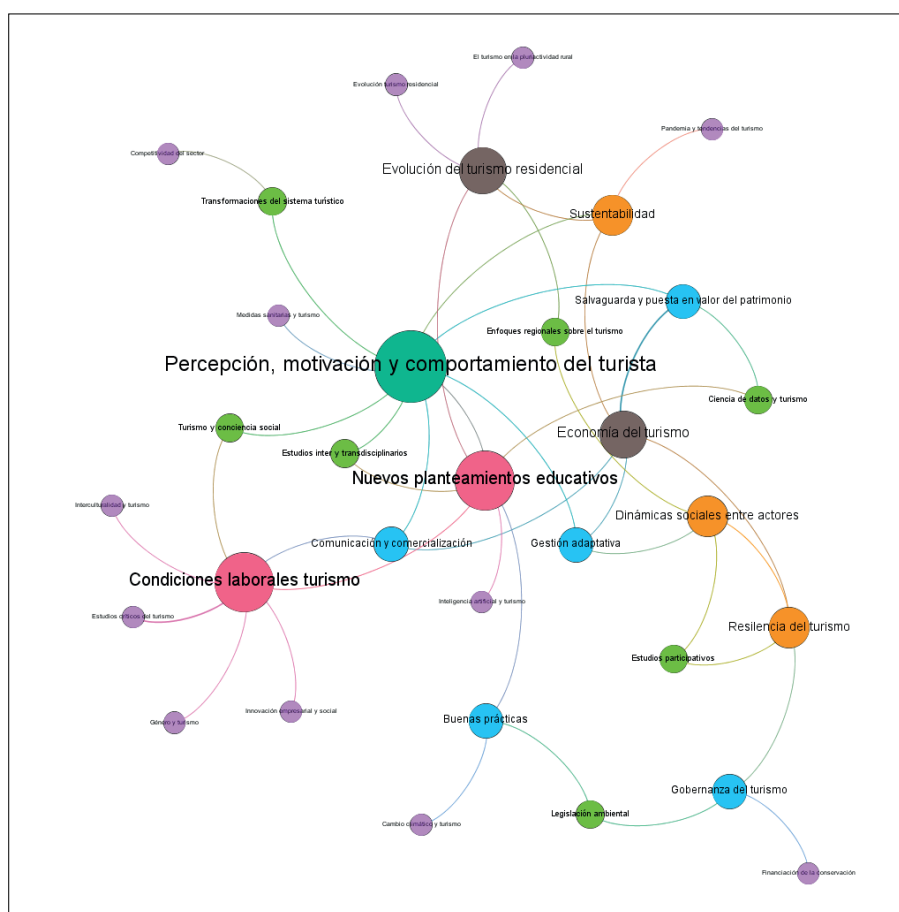 El turismo en la pluriactividad rural
Evolución turismo residencial
Pandemia y tendencias del turismo
Competitividad del sector
Evolución del turismo residencial
Transformaciones del sistema turístico
Sustentabilidad
Salvaguarda y puesta en valor del patrimonio
Medidas sanitarias y turismo
Enfoques regionales sobre el turismo
Percepción, motivación y comportamiento del turista
Ciencia de datos y turismo
Turismo y conciencia social
Economía del turismo
Estudios inter y transdisciplinarios
Nuevos planteamientos educativos
Interculturalidad y turismo
Dinámicas sociales entre actores
Comunicación y comercialización
Gestión adaptativa
Condiciones laborales turismo
Inteligencia artificial y turismo
Estudios críticos del turismo
Resilencia del turismo
Estudios participativos
Innovación empresarial y social
Género y turismo
Buenas prácticas
Gobernanza del turismo
Legislación ambiental
Cambio climático y turismo
Financiación de la conservación